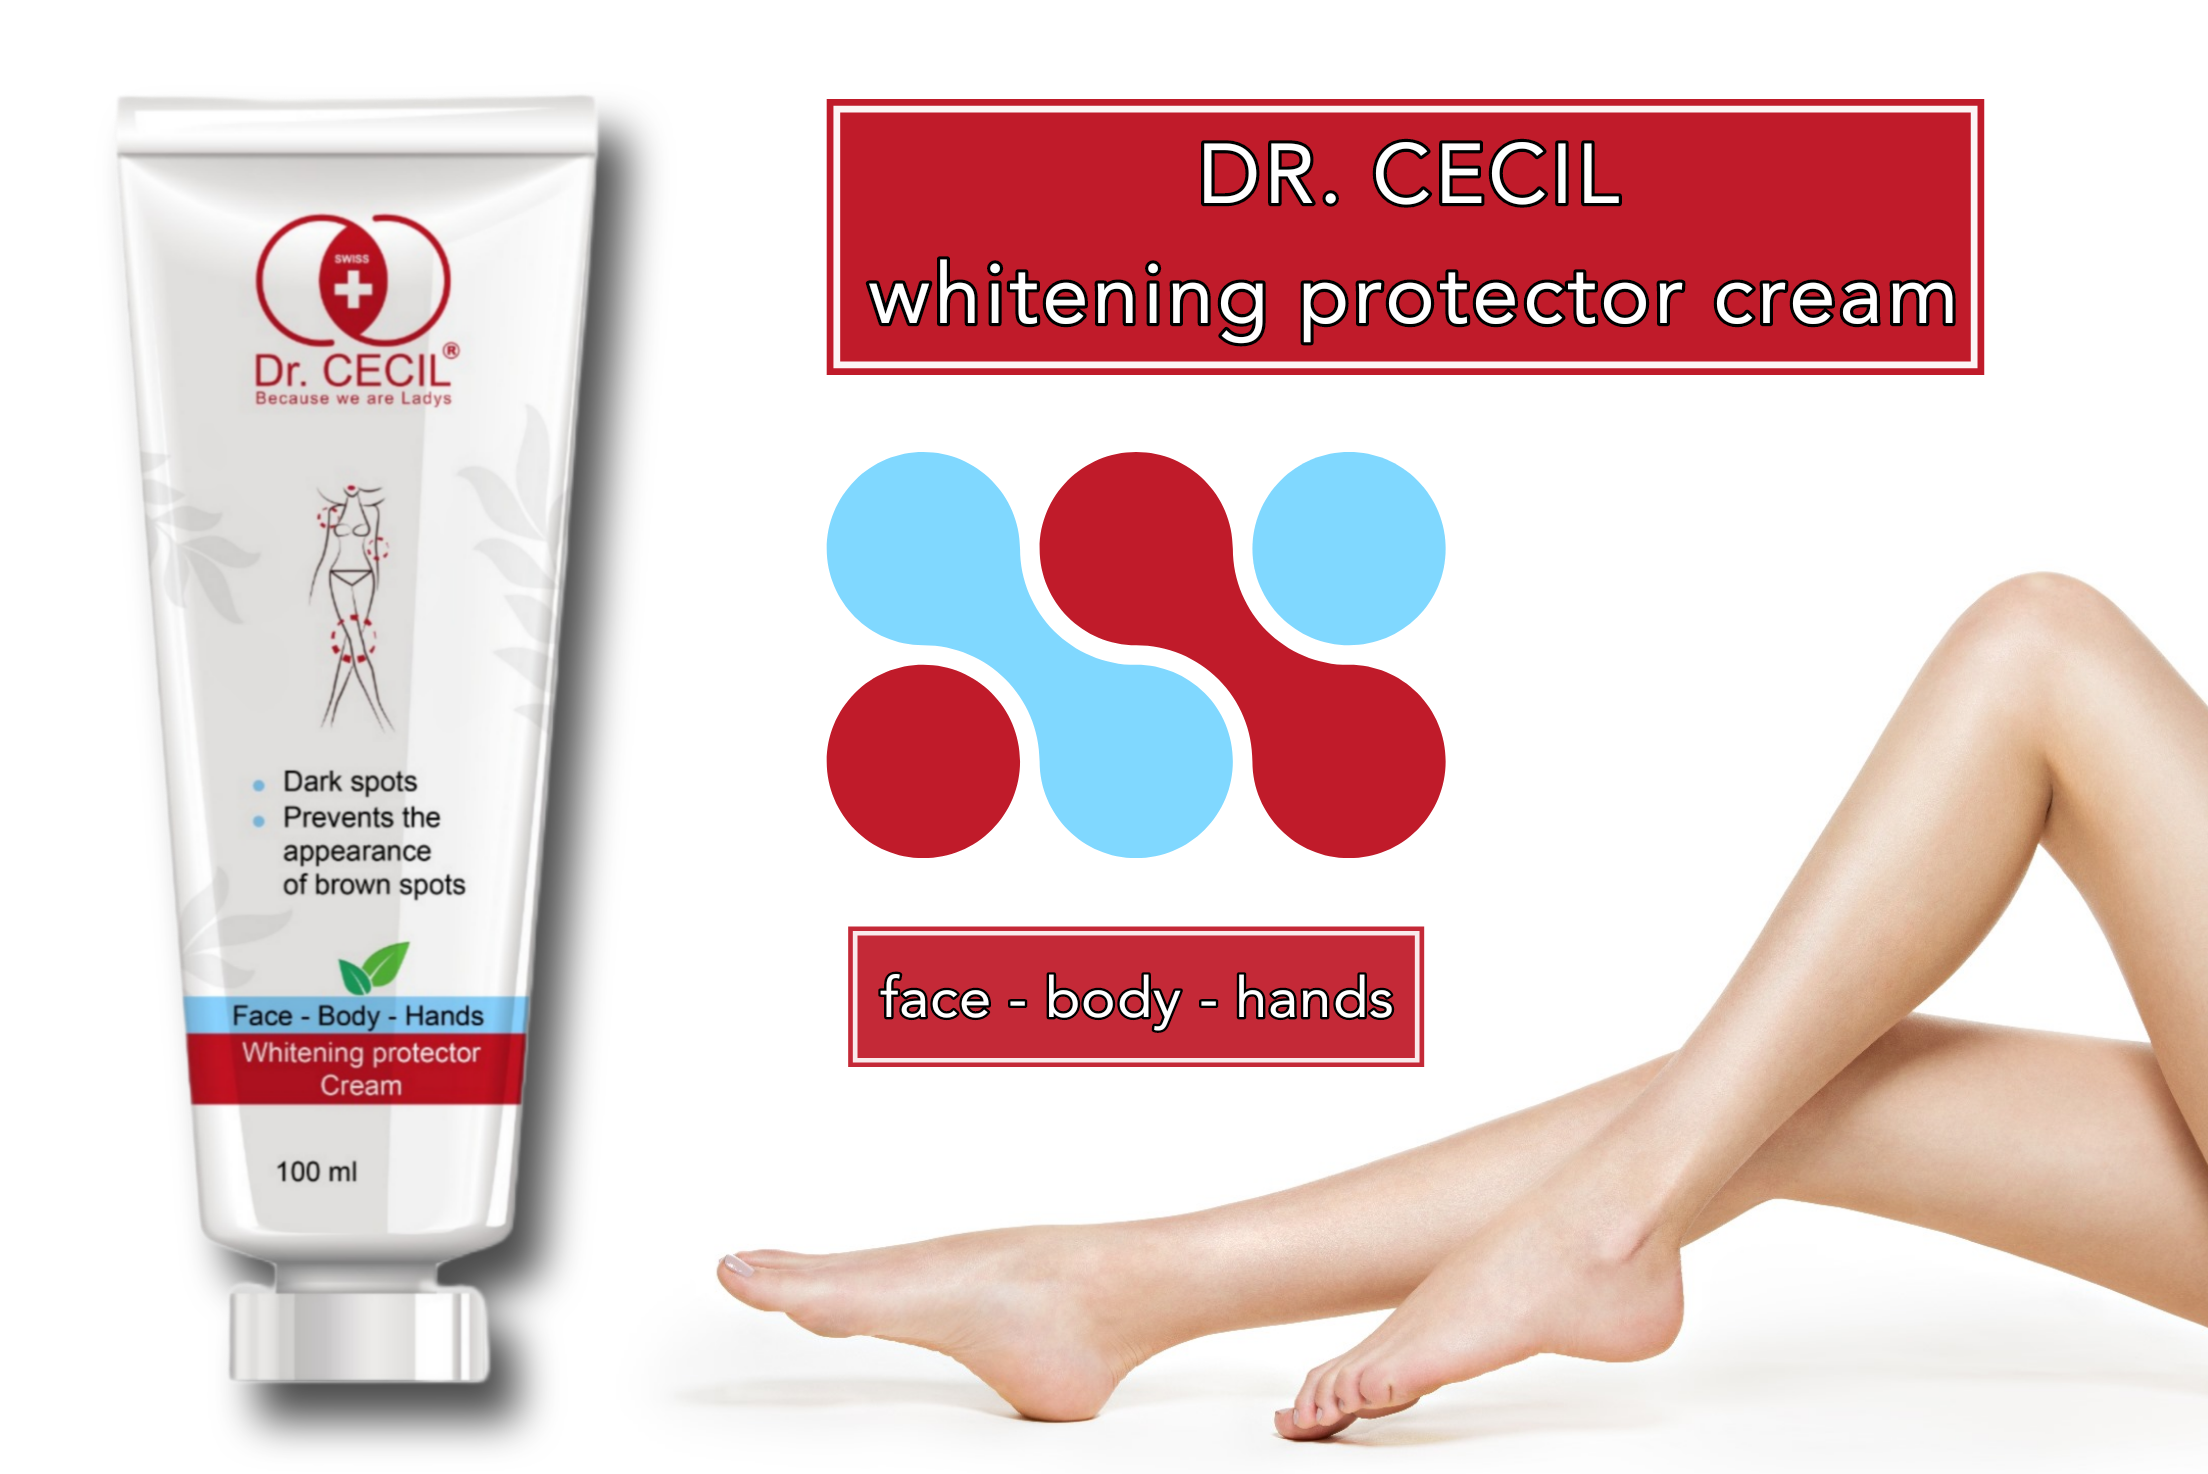 SWISS
Dr. CECIL®
Because we are Ladys
Dark spots
Prevents the
appearance
of brown spots
Face - Body - Hands
Whitening protector
Cream
100 ml
DR. CECIL
whitening protector cream
face - body - hands